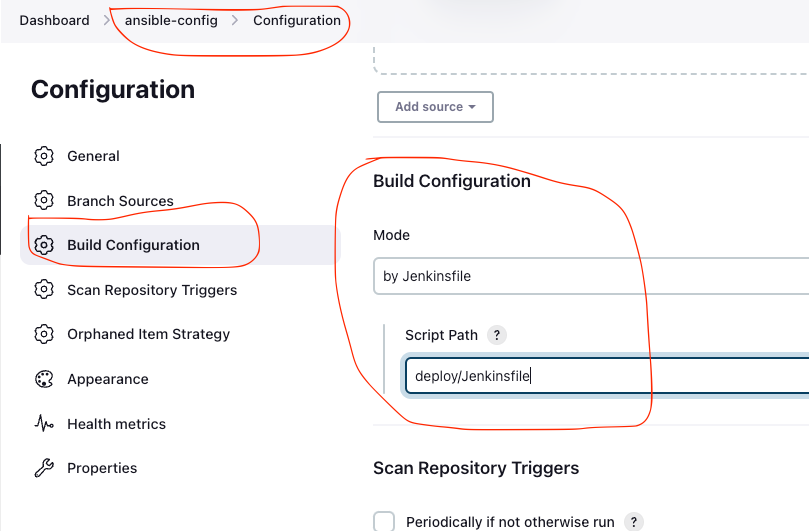 Dashboard > ansible-config > Configuration
Configuration
General
Branch Sources
Build Configuration
Scan Repository Triggers
Orphaned Item Strategy
Appearance
Health metrics
Properties
Add source
Build Configuration
Mode
by Jenkinsfile
Script Path ?
deploy/Jenkinsfile
Scan Repository Triggers
Periodically if not otherwise run ?